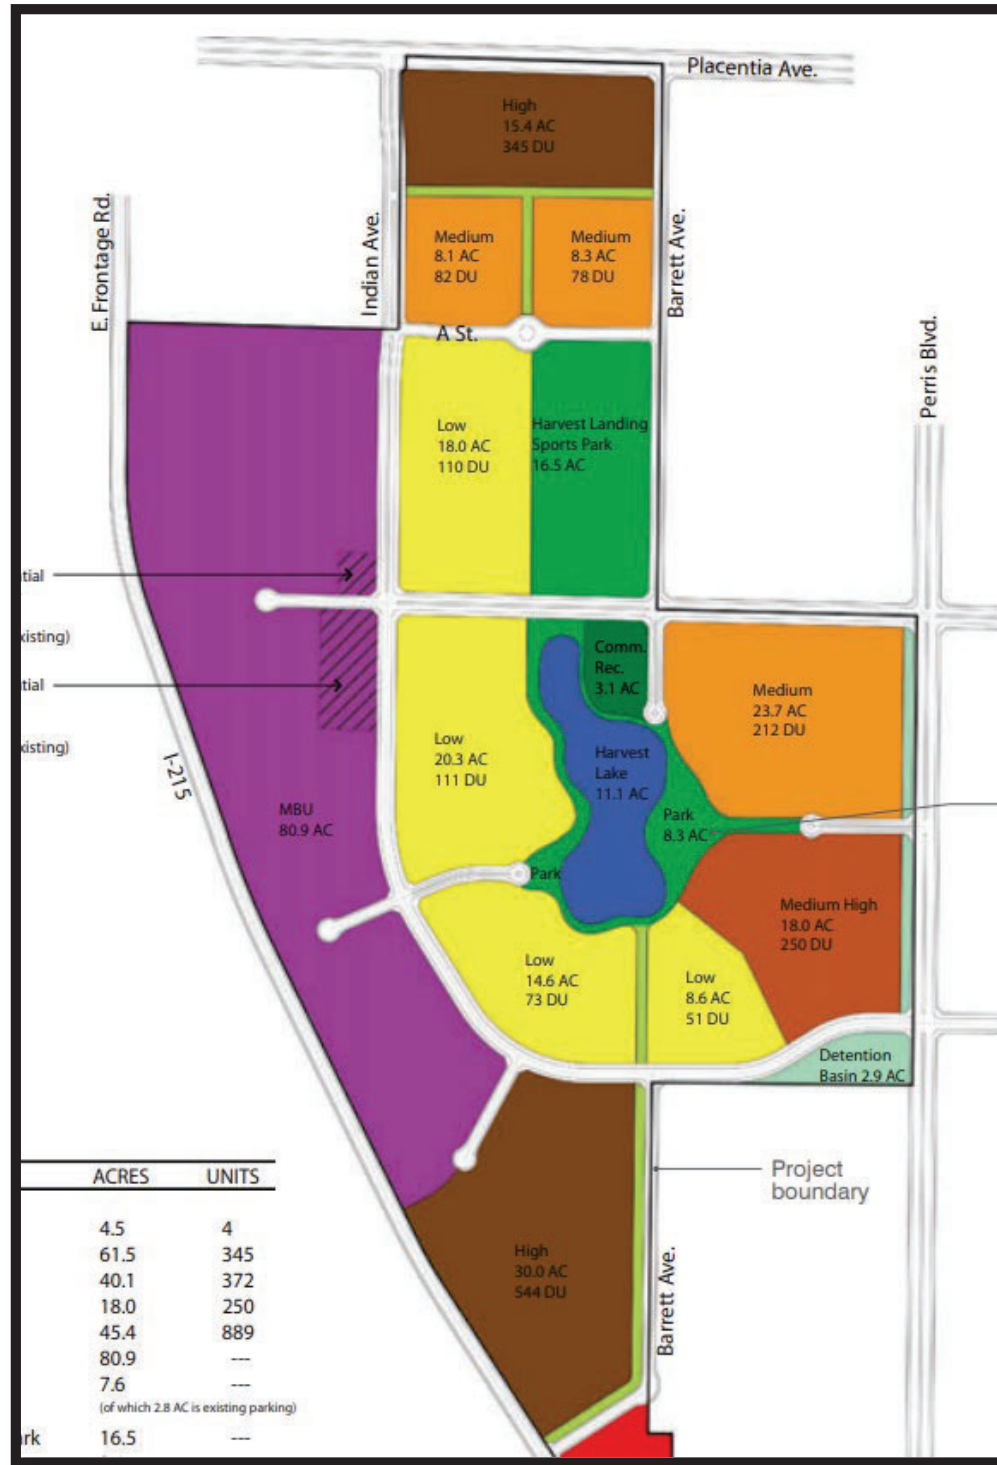 Placentia Ave.
High
15.4 AC
345 DU
E. Frontage Rd.
Indian Ave.
Medium
8.1 AC
82 DU
Medium
8.3 AC
78 DU
Barrett Ave.
A St.
Perris Blvd.
Low
18.0 AC
110 DU
Harvest Landing
Sports Park
16.5 AC
tial
xisting)
tial
xisting)
Comm.
Rec.
3.1 AC
Medium
23.7 AC
212 DU
Low
20.3 AC
111 DU
Harvest
Lake
11.1 AC
I-215
MBU
80.9 AC
Park
8.3 AC
Park
Medium High
18.0 AC
250 DU
Low
14.6 AC
73 DU
Low
8.6 AC
51 DU
Detention
Basin 2.9 AC
Project
boundary
High
30.0 AC
544 DU
Barrett Ave.
ACRES UNITS
4.5 4
61.5 345
40.1 372
18.0 250
45.4 889
80.9 ---
7.6 ---
(of which 2.8 AC is existing parking)
ark 16.5 ---